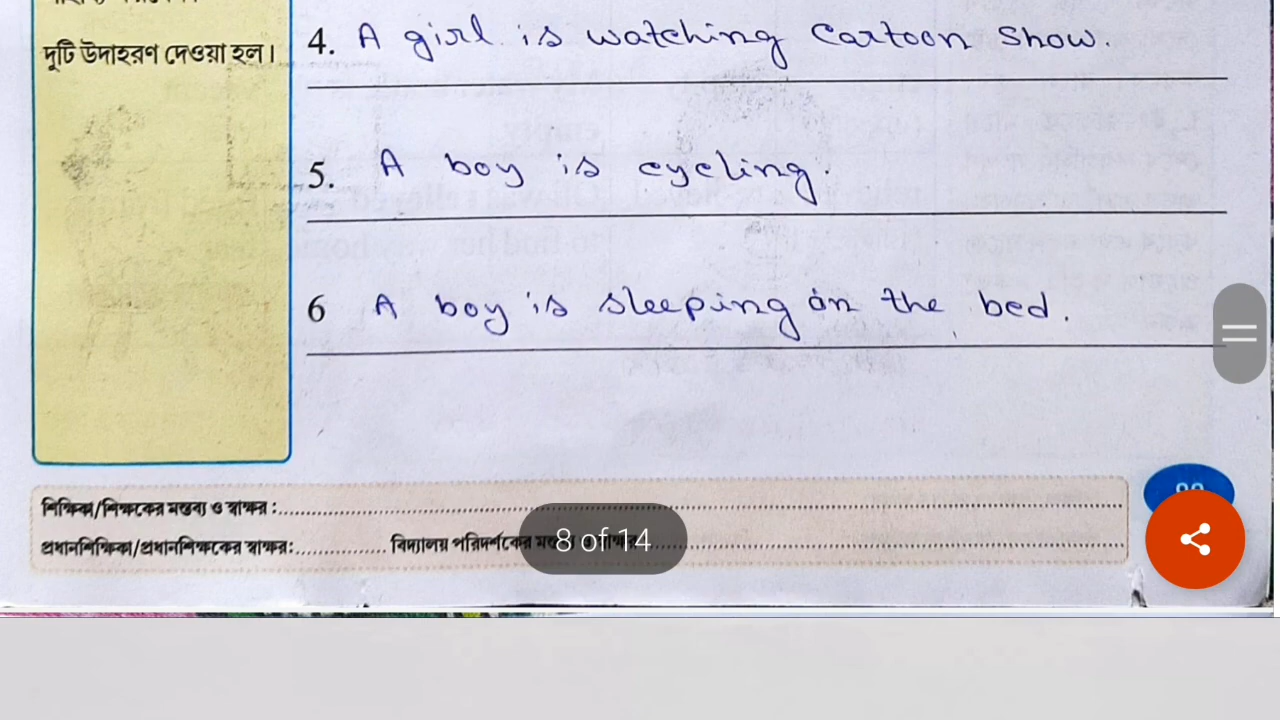 দুটি উদাহরণ দেওয়া হল।
4. A girl is watching cartoon show.
5. A boy is cycling.
6 A boy is sleeping on the bed.
শিক্ষিকা/শিক্ষকের মন্তব্য ও স্বাক্ষর :
প্রধানশিক্ষিকা/প্রধানশিক্ষকের স্বাক্ষর: বিদ্যালয় পরিদর্শকের
8 of 14